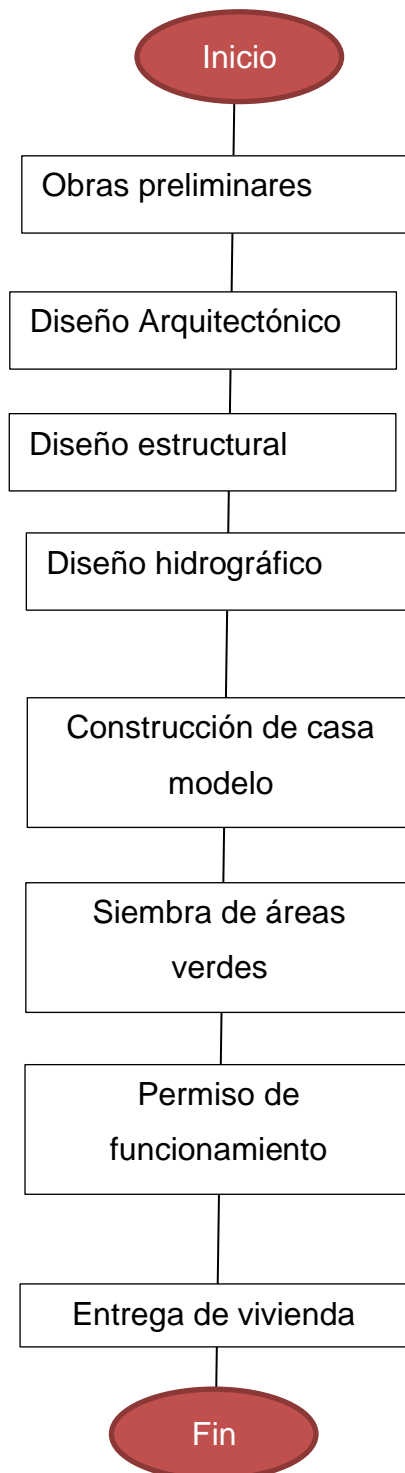 Inicio
Obras preliminares
Diseño Arquitectónico
Diseño estructural
Diseño hidrográfico
Construcción de casa
modelo
Siembra de áreas
verdes
Permiso de
funcionamiento
Entrega de vivienda
Fin